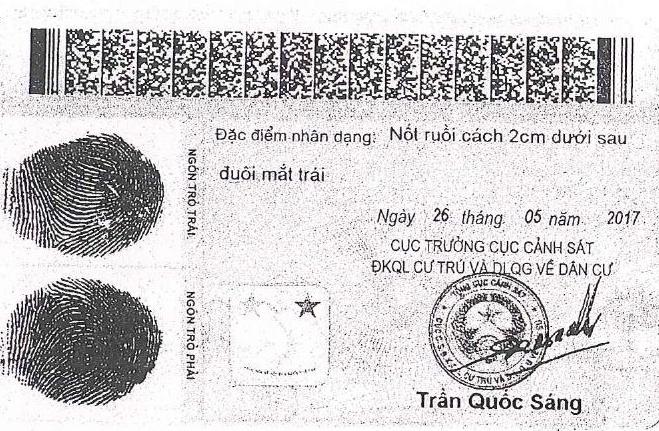 Đặc điểm nhân dạng: Nốt ruồi cách 2cm dưới sau
đuôi mắt trái
NGÓN TRỎ TRÁI
NGÓN TRỎ PHẢI
Ngày 26 tháng 05 năm 2017
CỤC TRƯỞNG CỤC CẢNH SÁT
ĐKQL CƯ TRÚ VÀ DLQG VỀ DÂN CƯ
Trần Quốc Sáng